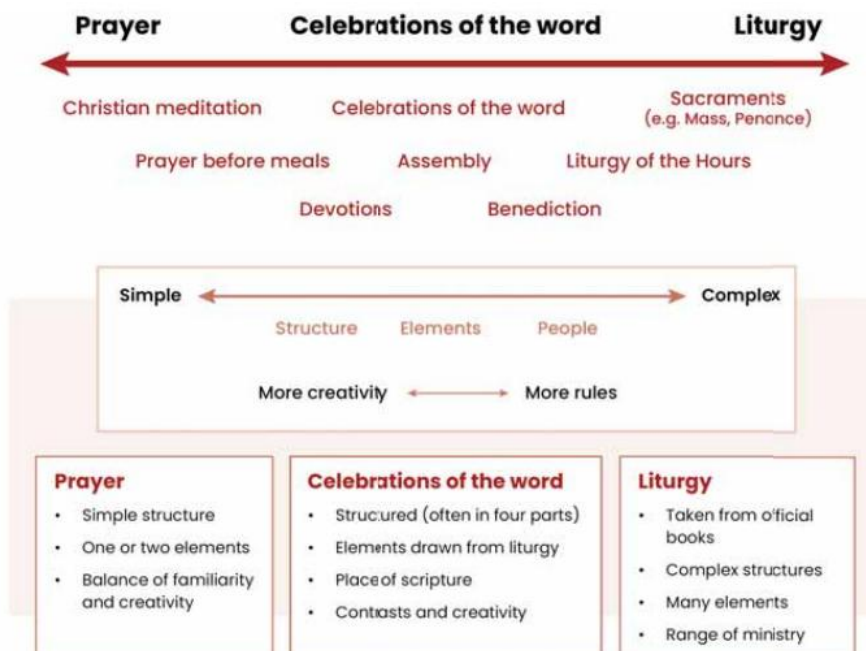 Prayer Celebrations of the word Liturgy
Christian meditation Celebrations of the word Sacraments
(e.g. Mass, Penance)
Prayer before meals Assembly Liturgy of the Hours
Devotions Benediction
Simple Complex
Structure Elements People
More creativity More rules
Prayer
• Simple structure
• One or two elements
• Balance of familiarity
and creativity
Celebrations of the word
• Structured (often in four parts)
• Elements drawn from liturgy
• Place of scripture
• Contrasts and creativity
Liturgy
• Taken from official
books
• Complex structures
• Many elements
• Range of ministry